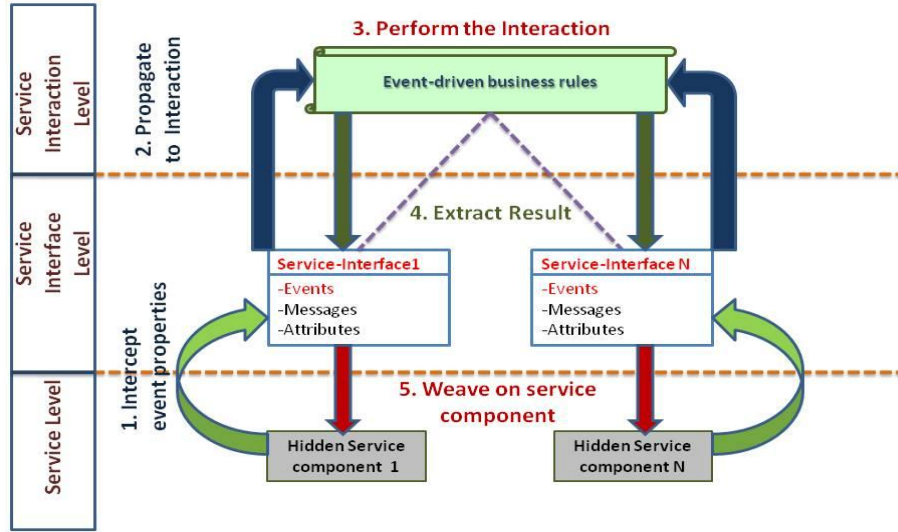 3. Perform the Interaction
Event-driven business rules
Service
Interaction
Level
2. Propagate
to Interaction
4. Extract Result
Service
Interface
Level
Service-Interface1
-Events
-Messages
-Attributes
Service-Interface N
-Events
-Messages
-Attributes
1. Intercept
event properties
5. Weave on service
component
Service Level
Hidden Service
component 1
Hidden Service
component N